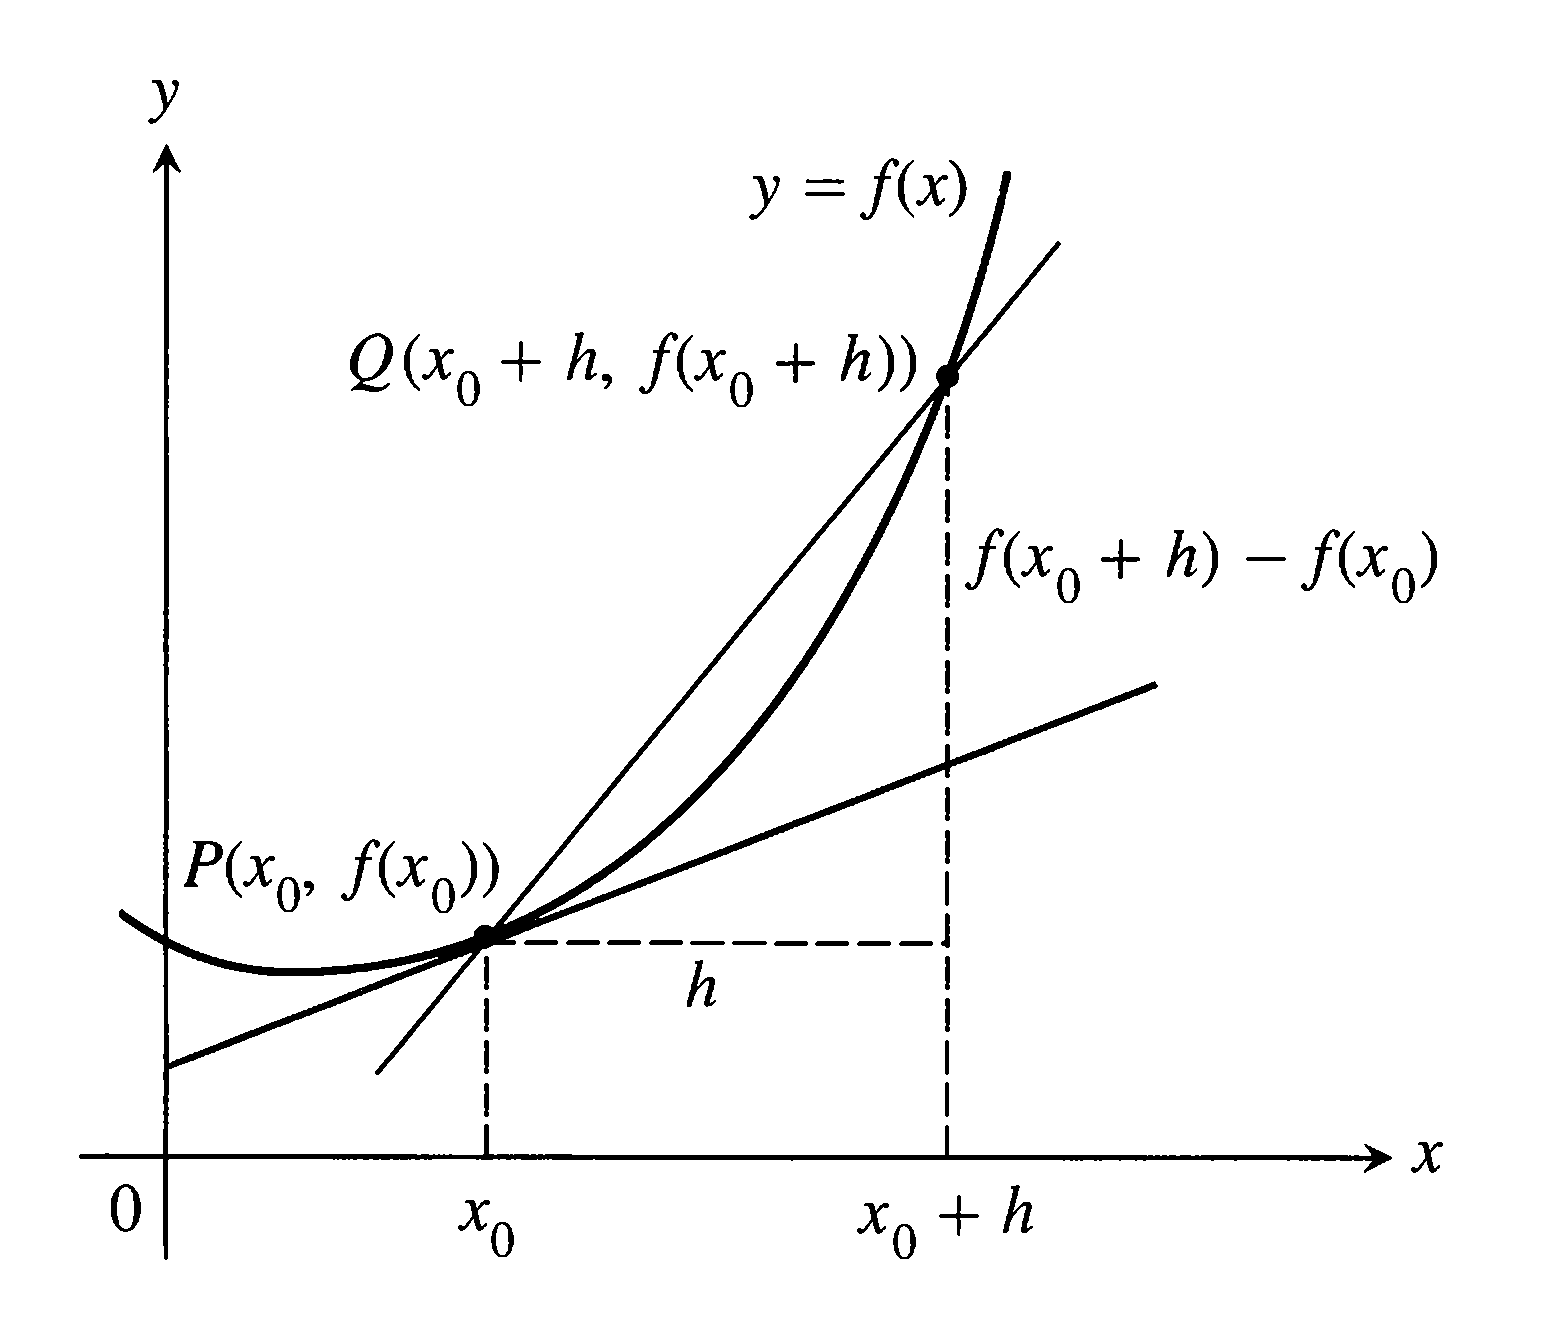 y
y = f(x)
Q(x₀ + h, f(x₀ + h))
f(x₀ + h) − f(x₀)
P(x₀, f(x₀))
h
x
0
x₀
x₀ + h